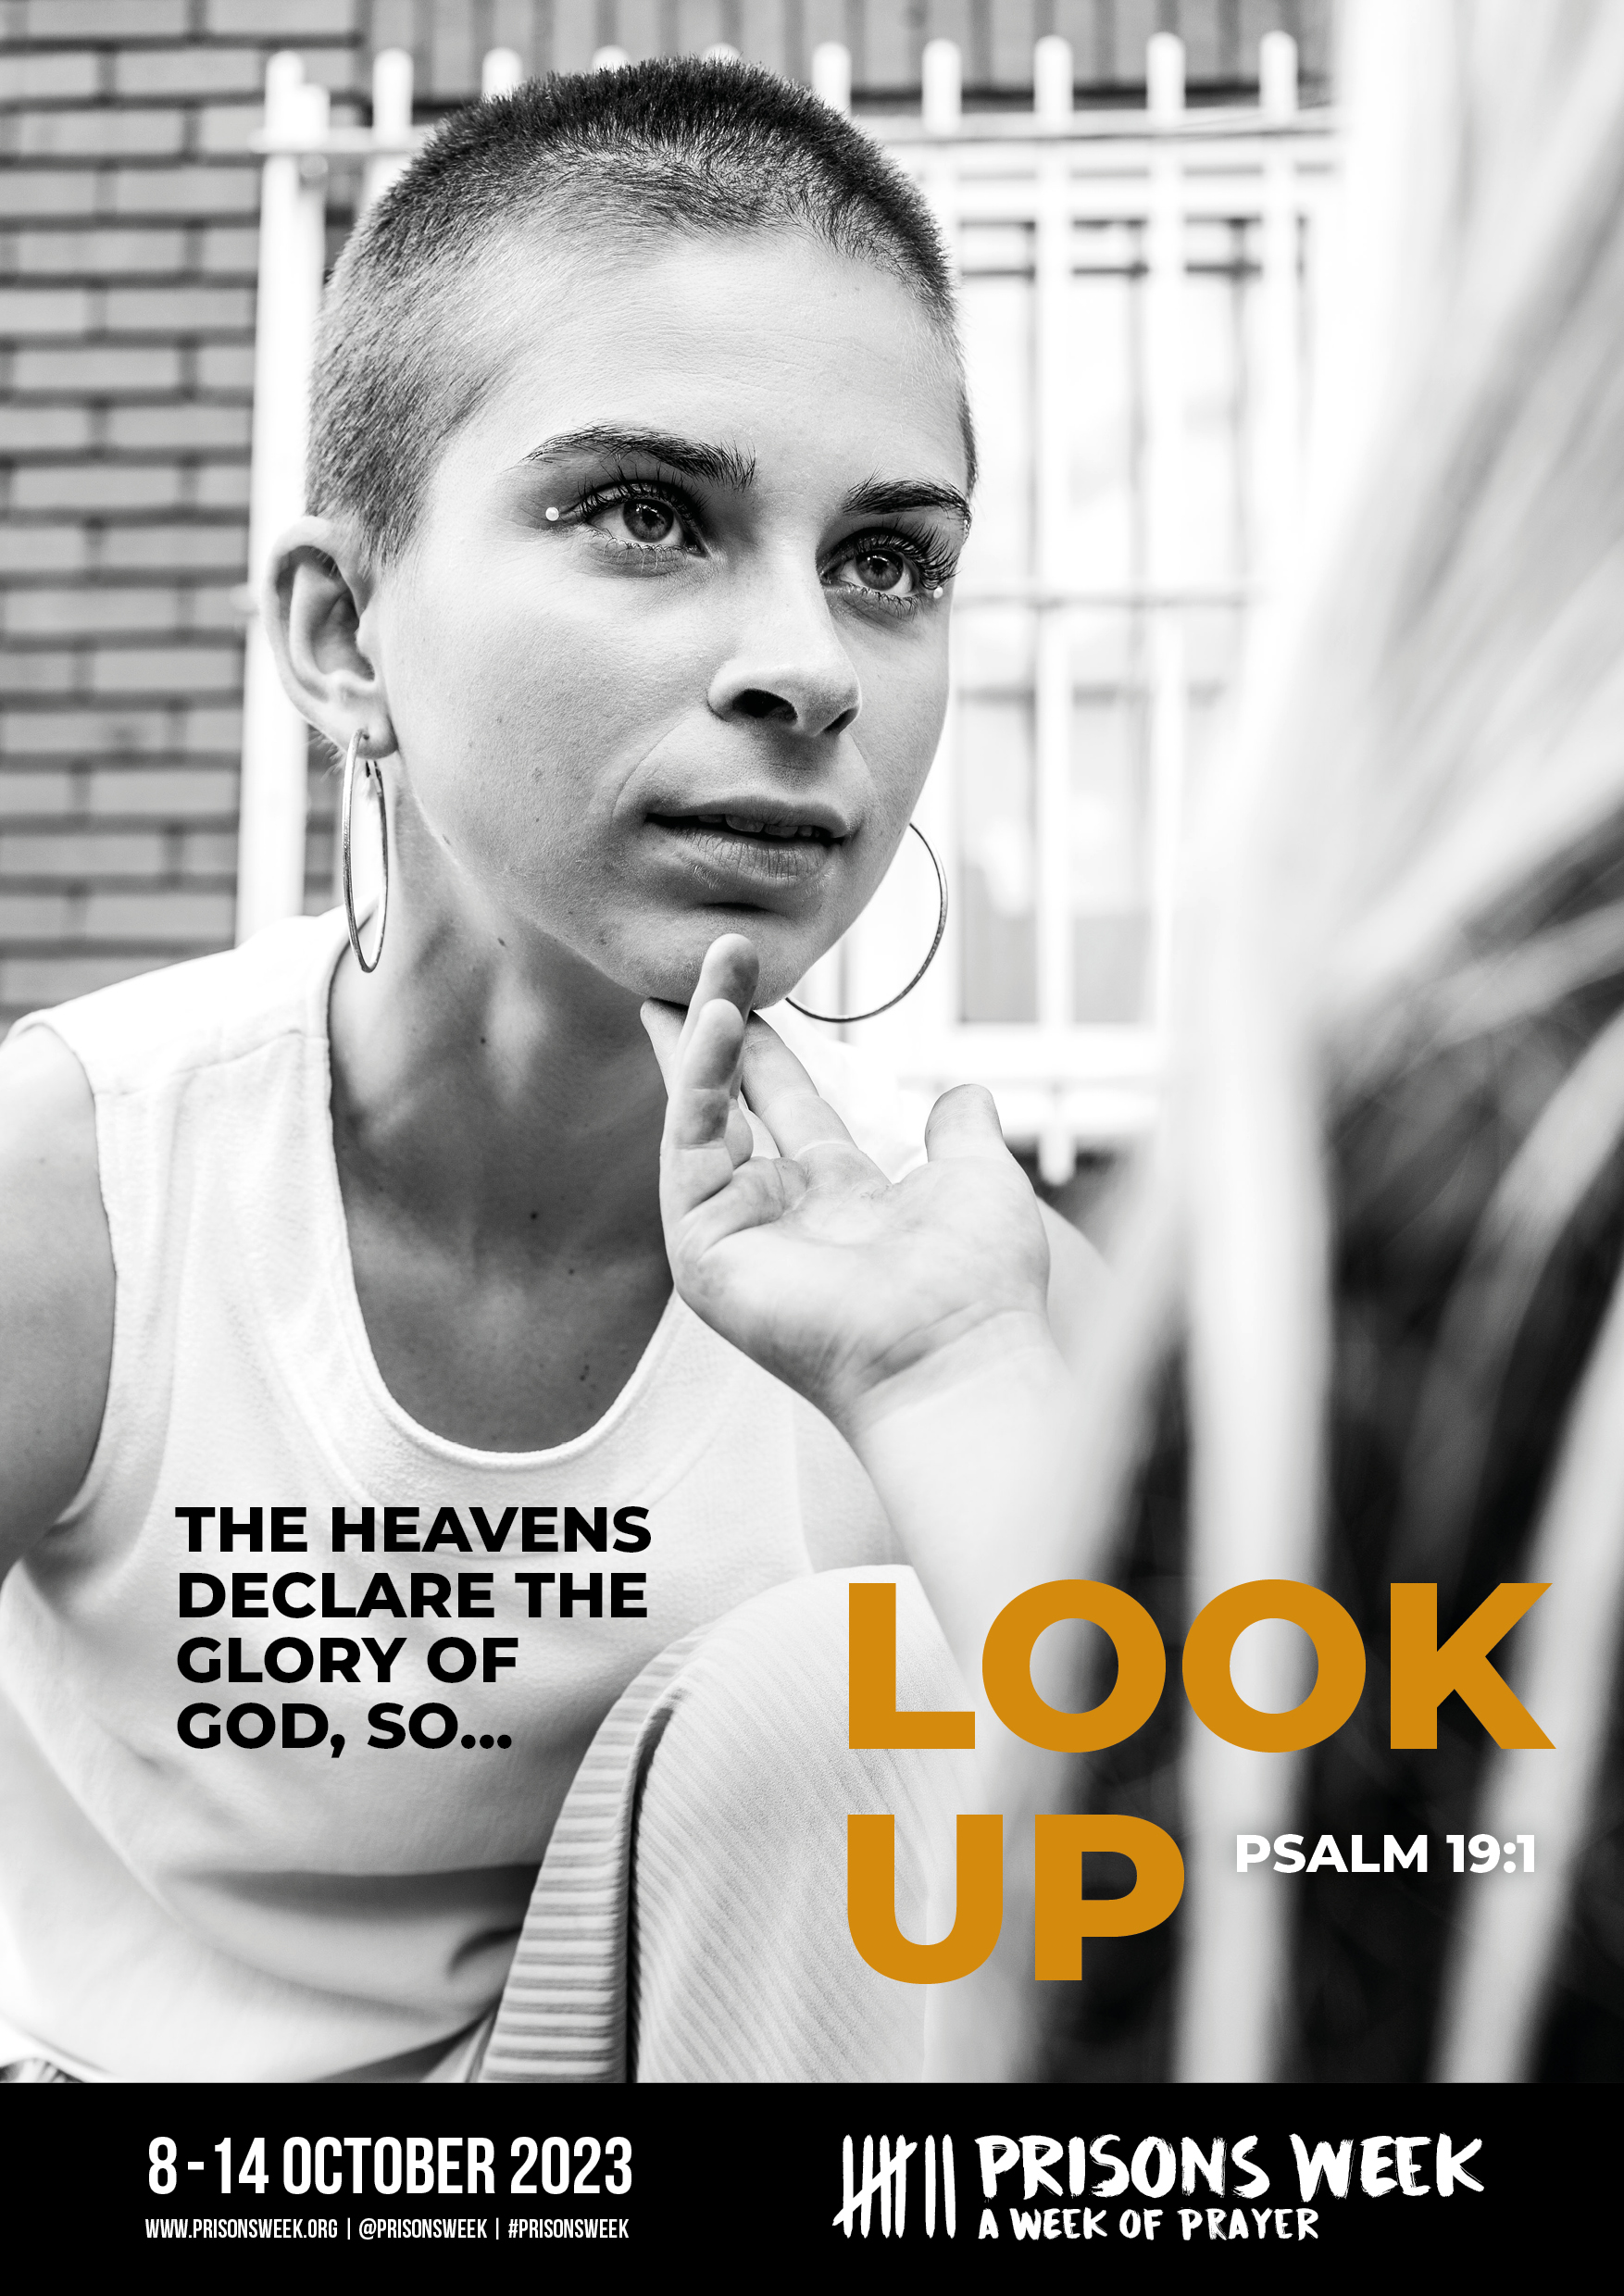 THE HEAVENS
DECLARE THE
GLORY OF
GOD, SO...
LOOK
UP
PSALM 19:1
8-14 OCTOBER 2023
WWW.PRISONSWEEK.ORG | @PRISONSWEEK | #PRISONSWEEK
PRISONS WEEK
A WEEK OF PRAYER